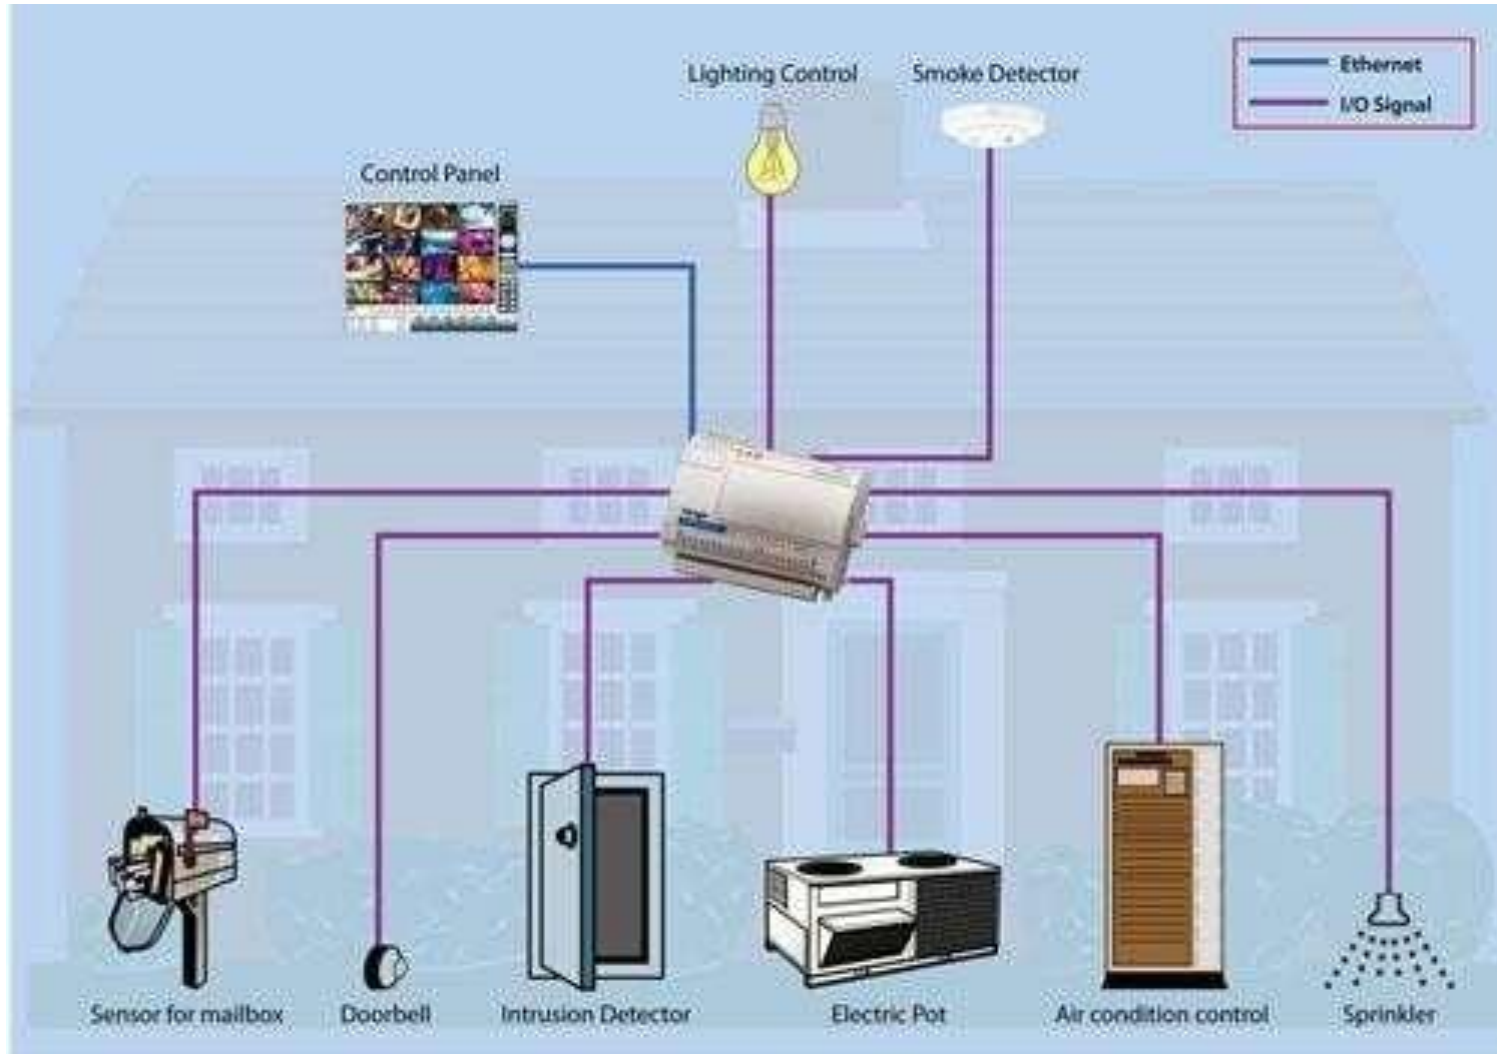 Lighting Control
Smoke Detector
Ethernet
I/O Signal
Control Panel
Sensor for mailbox
Doorbell
Intrusion Detector
Electric Pot
Air condition control
Sprinkler